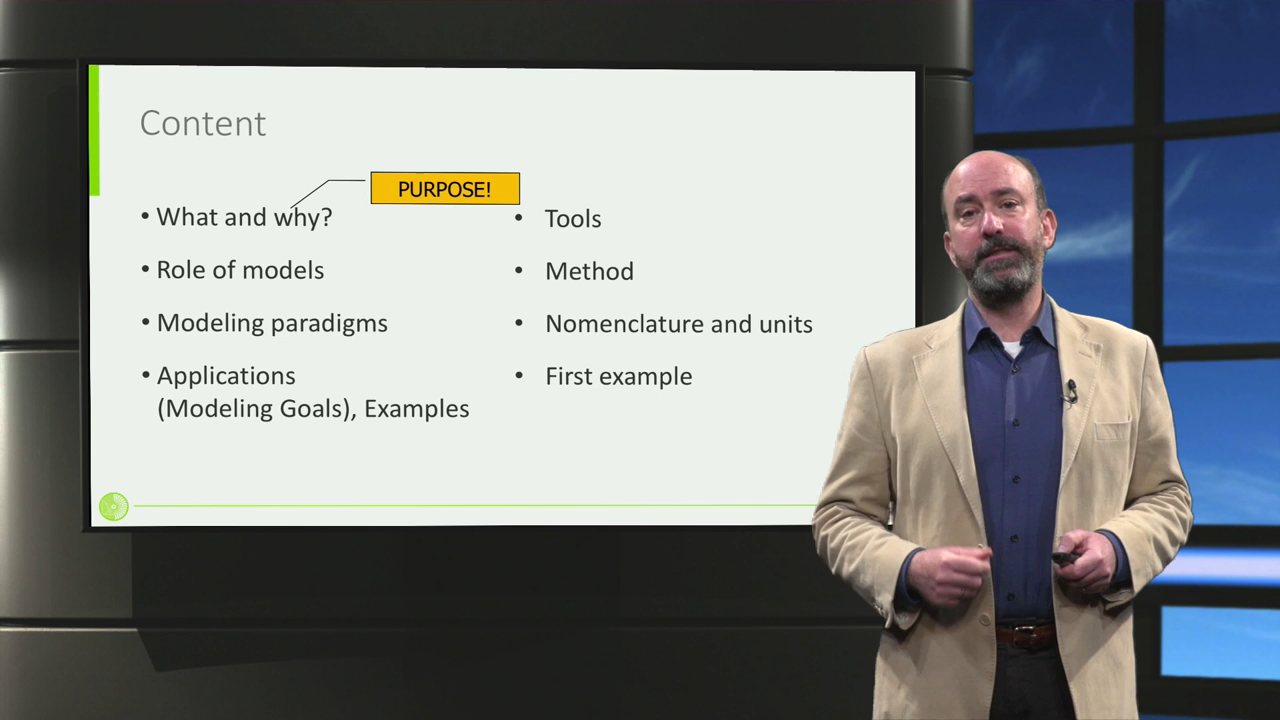 Content
PURPOSE!
• What and why?
• Role of models
• Modeling paradigms
• Applications
(Modeling Goals), Examples
• Tools
• Method
• Nomenclature and units
• First example